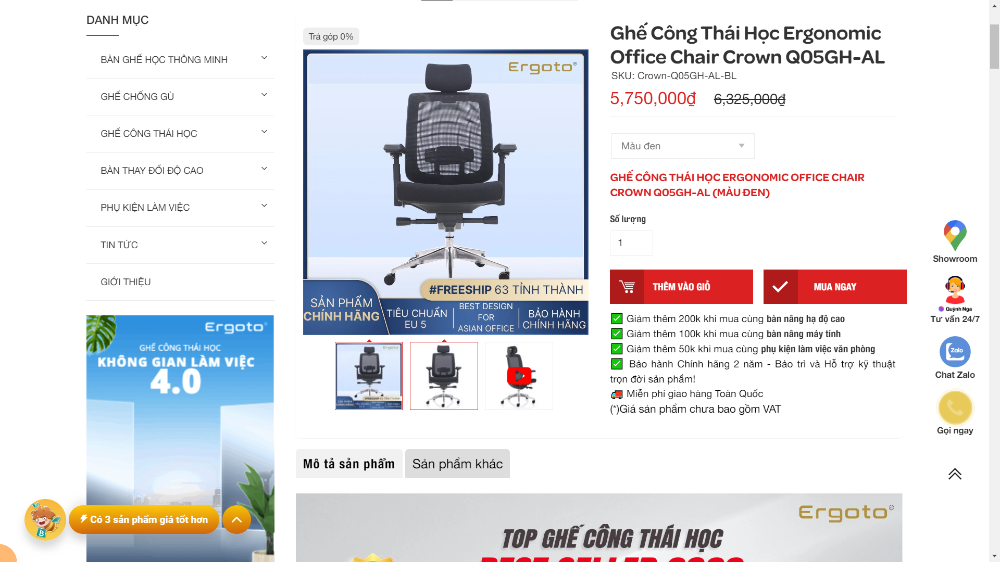 DANH MỤC
BÀN GHẾ HỌC THÔNG MINH
GHẾ CHỐNG GÙ
GHẾ CÔNG THÁI HỌC
BÀN THAY ĐỔI ĐỘ CAO
PHỤ KIỆN LÀM VIỆC
TIN TỨC
GIỚI THIỆU
Ergoto
GHẾ CÔNG THÁI HỌC
KHÔNG GIAN LÀM VIỆC
4.0
Có 3 sản phẩm giá tốt hơn
Trả góp 0%
Ergoto®
#FREESHIP 63 TỈNH THÀNH
SẢN PHẨM
CHÍNH HÃNG
TIÊU CHUẨN
EU 5
BEST DESIGN
FOR
ASIAN OFFICE
BẢO HÀNH
CHÍNH HÃNG
Ghế Công Thái Học Ergonomic
Office Chair Crown Q05GH-AL
SKU: Crown-Q05GH-AL-BL
5,750,000₫ 6,325,000₫
Màu đen
GHẾ CÔNG THÁI HỌC ERGONOMIC OFFICE CHAIR
CROWN Q05GH-AL (MÀU ĐEN)
Số lượng
1
THÊM VÀO GIỎ
MUA NGAY
✅ Giảm thêm 200k khi mua cùng bàn nâng hạ độ cao
✅ Giảm thêm 100k khi mua cùng bàn nâng máy tính
✅ Giảm thêm 50k khi mua cùng phụ kiện làm việc văn phòng
✅ Bảo hành Chính hãng 2 năm - Bảo trì và Hỗ trợ kỹ thuật
trọn đời sản phẩm!
🚚 Miễn phí giao hàng Toàn Quốc
(*)Giá sản phẩm chưa bao gồm VAT
Showroom
Quỳnh Nga
Tư vấn 24/7
Zalo
Chat Zalo
Gọi ngay
Mô tả sản phẩm
Sản phẩm khác
Ergoto®
TOP GHẾ CÔNG THÁI HỌC